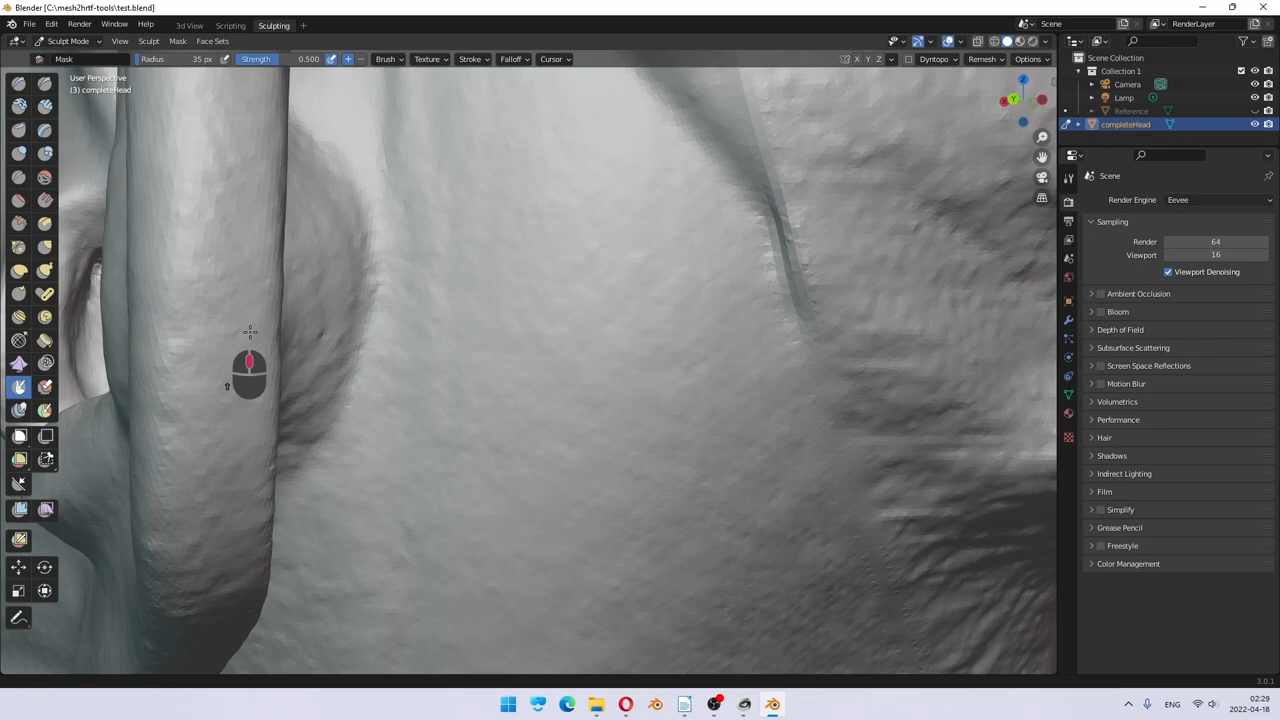 Blender [C:\mesh2hrtf-tools\test.blend]
File Edit Render Window Help 3d View Scripting Sculpting Scene RenderLayer
Sculpt Mode View Sculpt Mask Face Sets
Mask Radius 35 px Strength 0.500 Brush Texture Stroke Falloff Cursor X Y Z Dyntopo Remesh Options
User Perspective
(3) completeHead
Scene Collection
Collection 1
Camera
Lamp
Reference
completeHead
Scene
Render Engine Eevee
Sampling
Render 64
Viewport 16
Viewport Denoising
Ambient Occlusion
Bloom
Depth of Field
Subsurface Scattering
Screen Space Reflections
Motion Blur
Volumetrics
Performance
Hair
Shadows
Indirect Lighting
Film
Simplify
Grease Pencil
Freestyle
Color Management
Z
X Y
3.0.1
ENG 02:29
2022-04-18